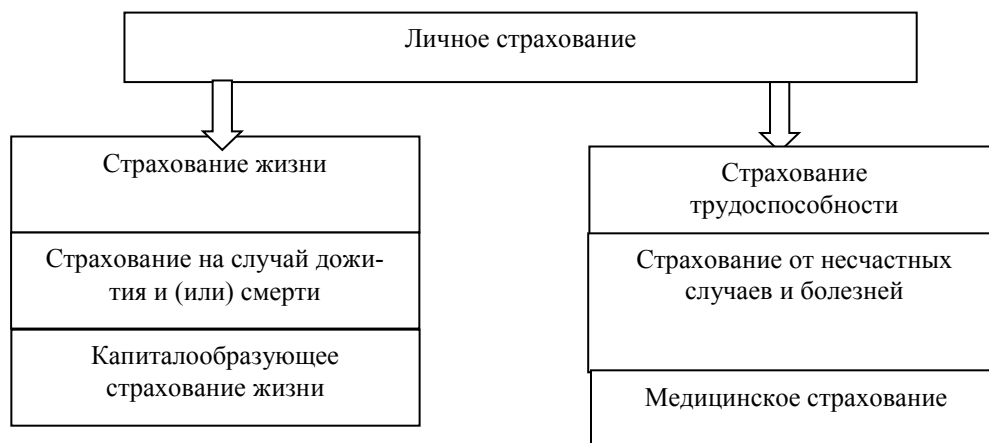 Личное страхование
Страхование жизни
Страхование на случай дожи-
тия и (или) смерти
Капиталообразующее
страхование жизни
Страхование
трудоспособности
Страхование от несчастных
случаев и болезней
Медицинское страхование